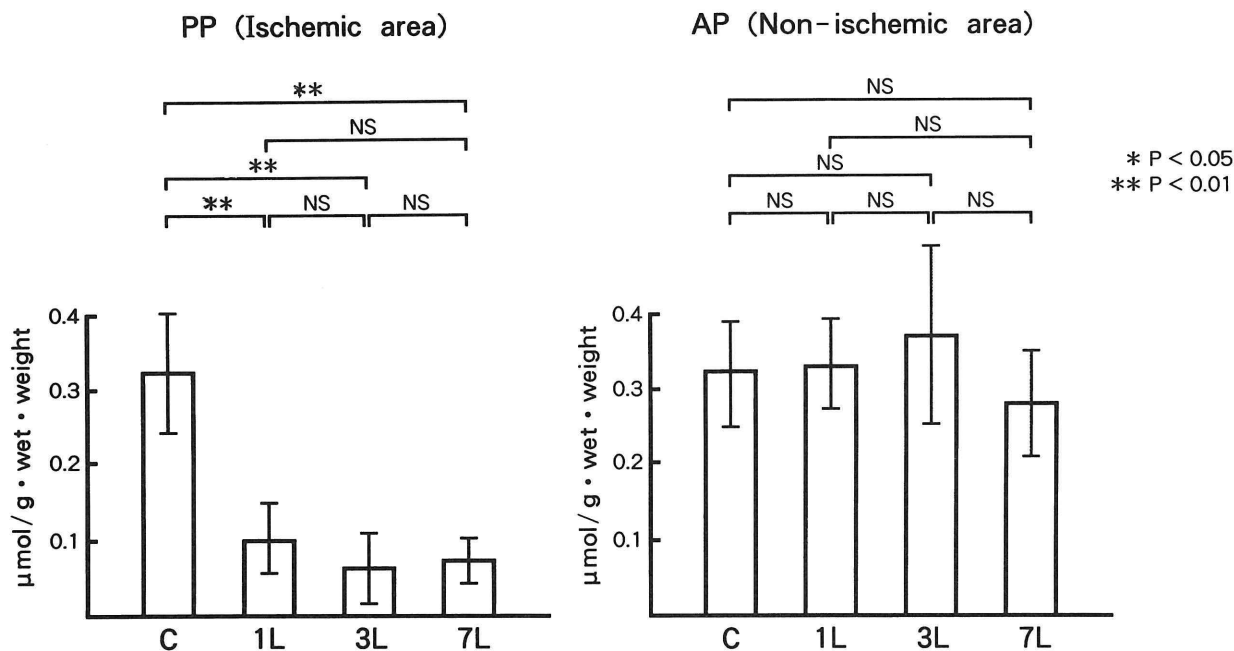 PP (Ischemic area)
**
NS
**
** NS NS
0.4
0.3
0.2
0.1
μmol/g・wet・weight
C 1L 3L 7L
AP (Non-ischemic area)
NS
NS
NS
NS NS NS
* P < 0.05
** P < 0.01
0.4
0.3
0.2
0.1
μmol/g・wet・weight
C 1L 3L 7L